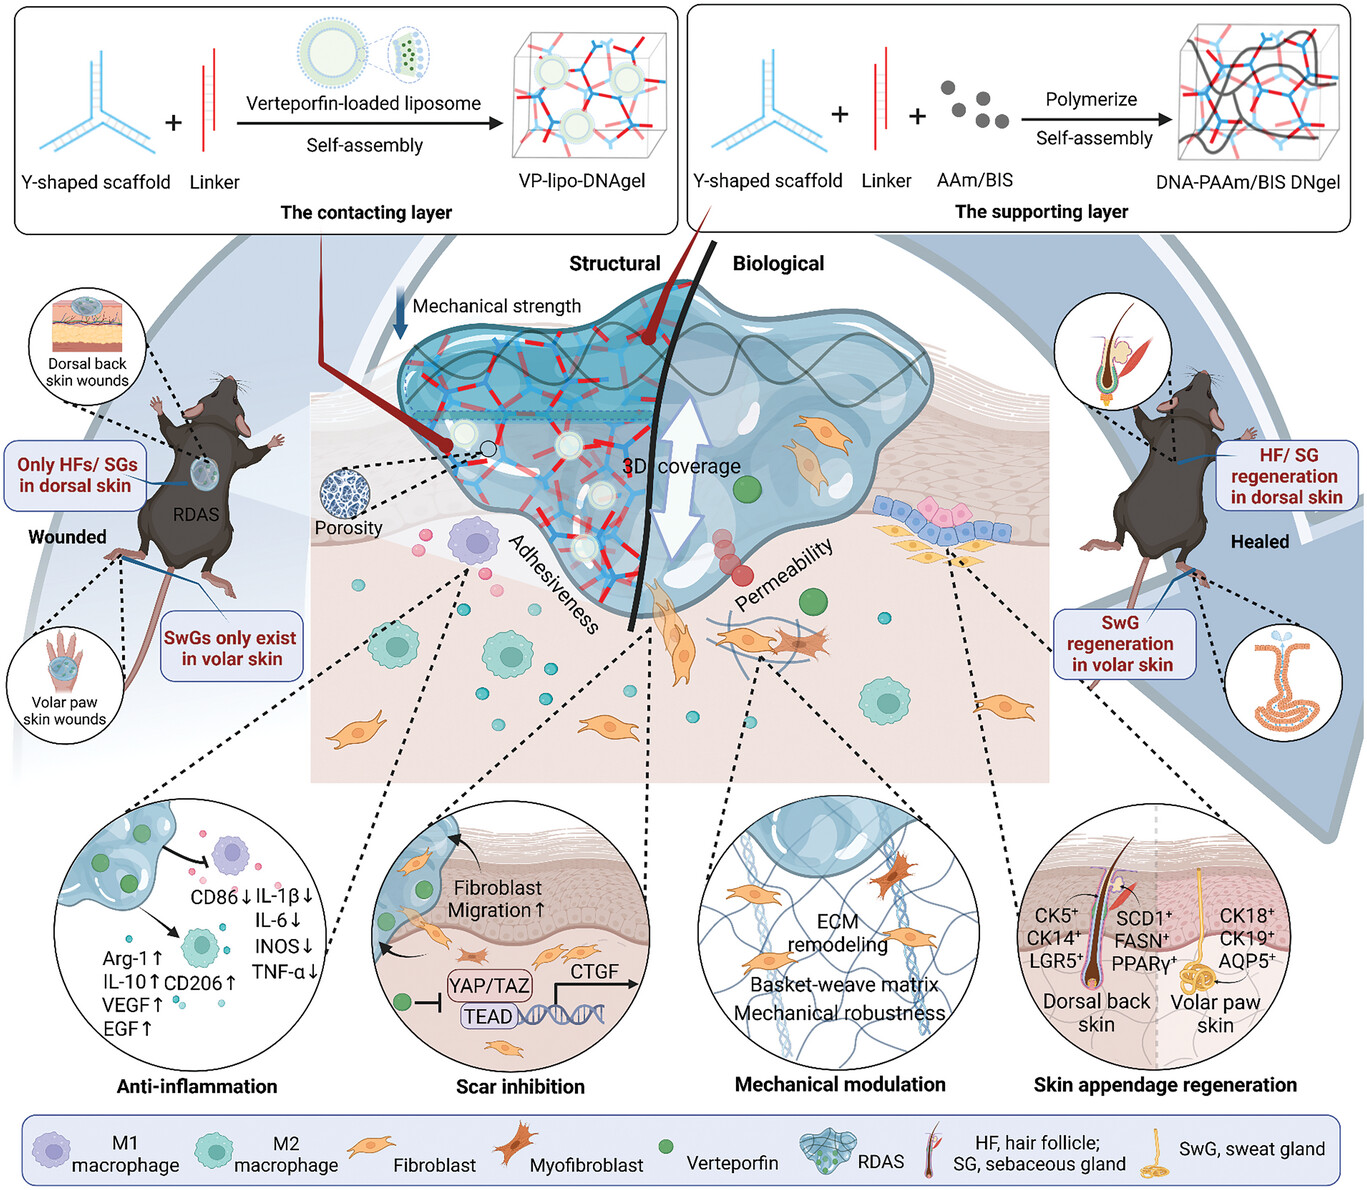 Verteporfin-loaded liposome
Self-assembly
Y-shaped scaffold
+
Linker
VP-lipo-DNAgel
The contacting layer
Y-shaped scaffold
+
Linker
+
AAm/BIS
Polymerize
Self-assembly
DNA-PAAm/BIS DNgel
The supporting layer
Structural
Biological
Mechanical strength
Dorsal back
skin wounds
Only HFs/ SGs
in dorsal skin
RDAS
Wounded
SwGs only exist
in volar skin
Volar paw
skin wounds
Porosity
Adhesiveness
3D coverage
Permeability
HF/ SG
regeneration
in dorsal skin
Healed
SwG
regeneration
in volar skin
CD86↓
IL-1β↓
IL-6↓
INOS↓
TNF-α↓
Arg-1↑
IL-10↑
CD206↑
VEGF↑
EGF↑
Anti-inflammation
Fibroblast
Migration↑
YAP/TAZ
TEAD
CTGF
Scar inhibition
ECM
remodeling
Basket-weave matrix
Mechanical robustness
Mechanical modulation
CK5⁺
CK14⁺
LGR5⁺
SCD1⁺
FASN⁺
PPARγ⁺
Dorsal back
skin
CK18⁺
CK19⁺
AQP5⁺
Volar paw
skin
Skin appendage regeneration
M1
macrophage
M2
macrophage
Fibroblast
Myofibroblast
Verteporfin
RDAS
HF, hair follicle;
SG, sebaceous gland
SwG, sweat gland